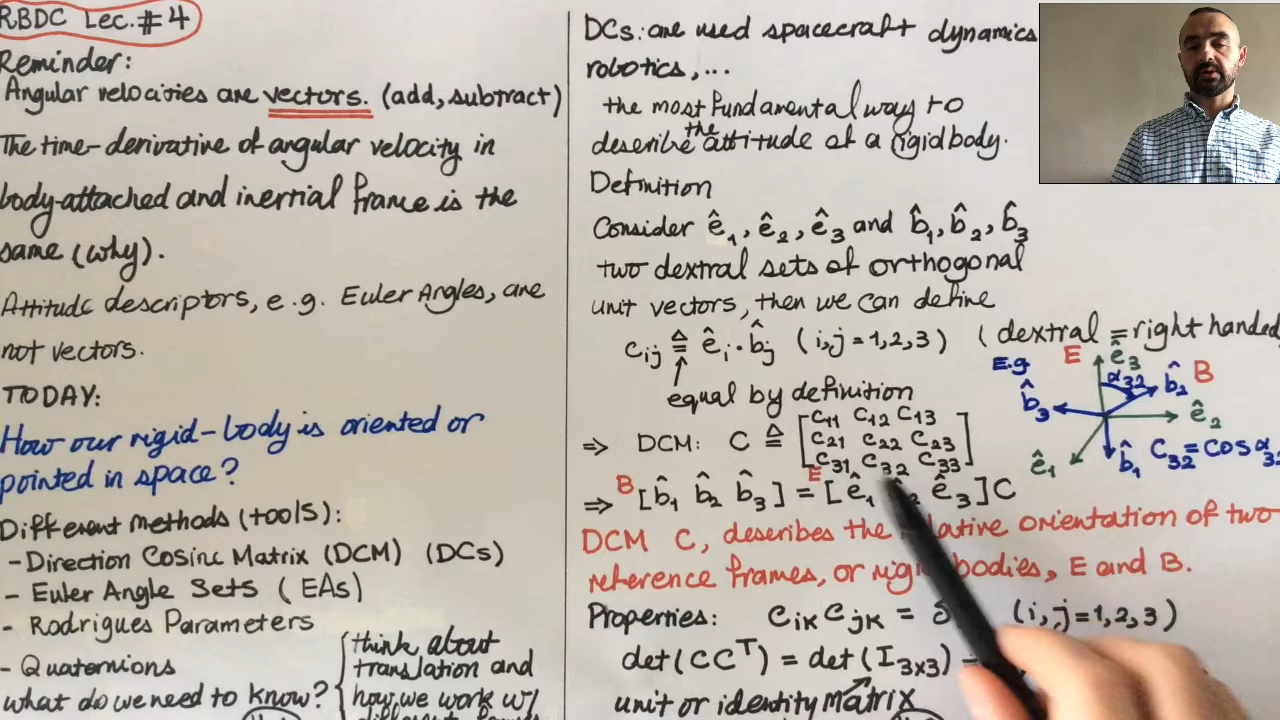 RBDC Lec. #4
Reminder:
Angular velocities are vectors. (add, subtract)
The time-derivative of angular velocity in
body-attached and inertial frame is the
same (why).
Attitude descriptors, e.g. Euler Angles, are
not vectors.
TODAY:
How our rigid-body is oriented or
pointed in space?
Different methods (tools):
- Direction Cosine Matrix (DCM) (DCs)
- Euler Angle Sets (EAs)
- Rodrigues Parameters
- Quaternions
what do we need to know?
think about
translation and
how we work w/
DCs: are used spacraft dynamics
robotics, ...
the most fundamental way to
describe the attitude of a rigid body.
Definition
Consider ê₁, ê₂, ê₃ and b̂₁, b̂₂, b̂₃
two dextral sets of orthogonal
unit vectors, then we can define
cᵢⱼ ≜ êᵢ · b̂ⱼ (i,j = 1,2,3) (dextral = right handed
equal by definition
E.g E ê₃ α₃₂ b̂₂ B
b̂₃ ê₂
ê₁ b̂₁ C₃₂ = cos α₃₂
⇒ DCM: C ≜ [C₁₁ C₁₂ C₁₃
C₂₁ C₂₂ C₂₃
C₃₁ C₃₂ C₃₃]
⇒ B [b̂₁ b̂₂ b̂₃] = E [ê₁ ê₃] C
DCM C, describes the orientation of two
reference frames, or bodies, E and B.
Properties: Cᵢₖ Cⱼₖ = δ (i,j = 1,2,3)
det(CCᵀ) = det(I₃ₓ₃)
unit or identity matrix